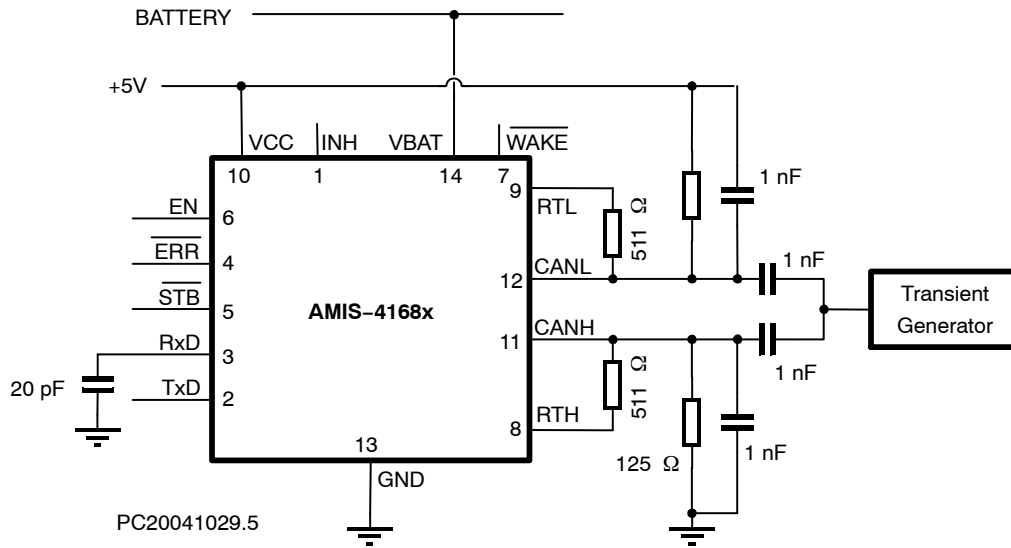 BATTERY
+5V
VCC
INH
VBAT
WAKE
10
1
14
7
9
RTL
511 Ω
1 nF
EN
6
ERR
4
12
CANL
1 nF
STB
5
AMIS–4168x
Transient
Generator
RxD
3
11
CANH
1 nF
20 pF
TxD
2
511 Ω
8
RTH
13
GND
125 Ω
1 nF
PC20041029.5